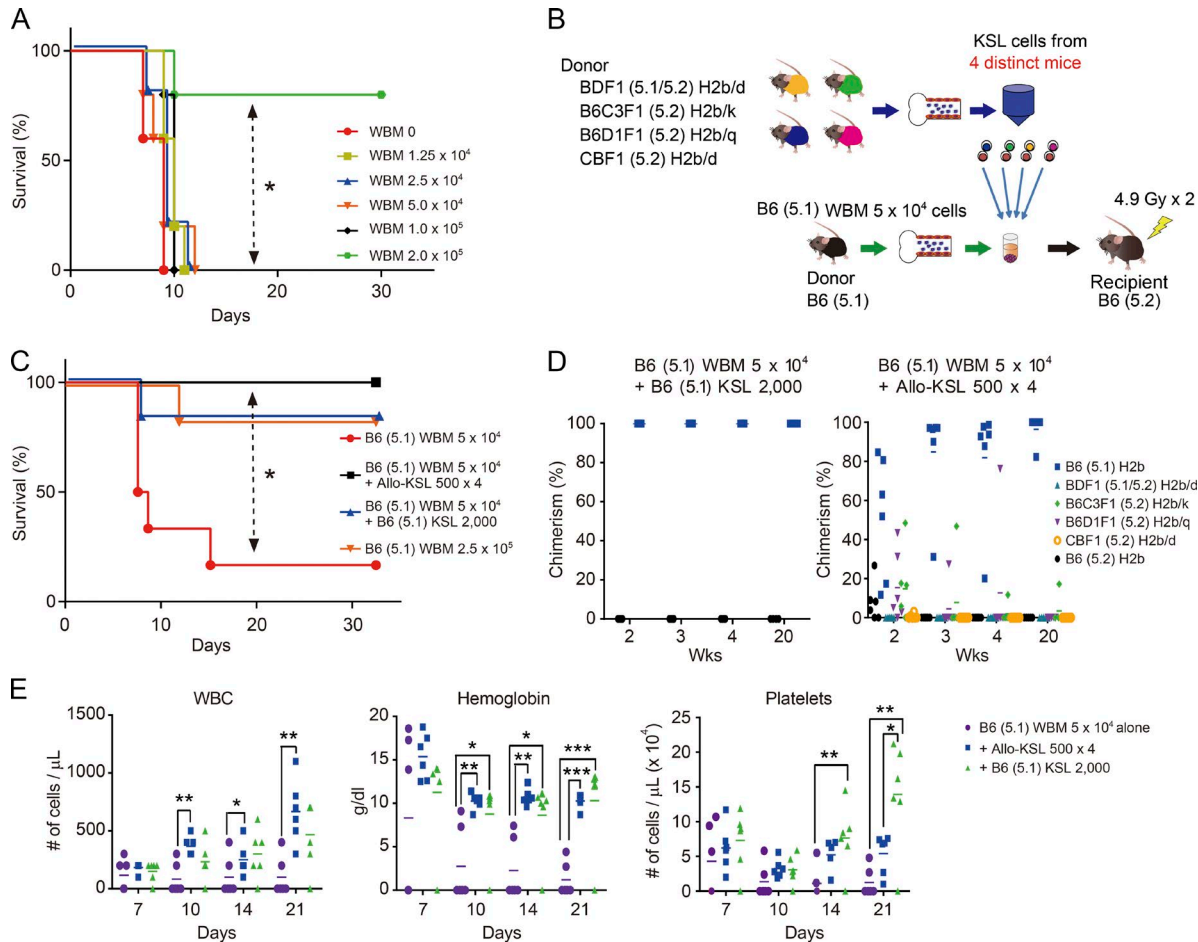 A
Survival (%)
100
50
0
0 10 20 30
Days
*
WBM 0
WBM 1.25 x 10⁴
WBM 2.5 x 10⁴
WBM 5.0 x 10⁴
WBM 1.0 x 10⁵
WBM 2.0 x 10⁵
B
Donor
BDF1 (5.1/5.2) H2b/d
B6C3F1 (5.2) H2b/k
B6D1F1 (5.2) H2b/q
CBF1 (5.2) H2b/d
KSL cells from
4 distinct mice
B6 (5.1) WBM 5 x 10⁴ cells
4.9 Gy x 2
Donor
B6 (5.1)
Recipient
B6 (5.2)
C
Survival (%)
100
50
0
0 10 20 30
Days
*
B6 (5.1) WBM 5 x 10⁴
B6 (5.1) WBM 5 x 10⁴
+ Allo-KSL 500 x 4
B6 (5.1) WBM 5 x 10⁴
+ B6 (5.1) KSL 2,000
B6 (5.1) WBM 2.5 x 10⁵
D
B6 (5.1) WBM 5 x 10⁴
+ B6 (5.1) KSL 2,000
Chimerism (%)
100
80
60
40
20
0
2 3 4 20
Wks
B6 (5.1) WBM 5 x 10⁴
+ Allo-KSL 500 x 4
Chimerism (%)
100
80
60
40
20
0
2 3 4 20
Wks
B6 (5.1) H2b
BDF1 (5.1/5.2) H2b/d
B6C3F1 (5.2) H2b/k
B6D1F1 (5.2) H2b/q
CBF1 (5.2) H2b/d
B6 (5.2) H2b
E
WBC
# of cells / µL
1500
1000
500
0
** * **
7 10 14 21
Days
Hemoglobin
g/dl
20
15
10
5
0
* * ***
** ** ***
7 10 14 21
Days
Platelets
# of cells / µL (x 10⁴)
25
20
15
10
5
0
**
*
**
7 10 14 21
Days
B6 (5.1) WBM 5 x 10⁴ alone
+ Allo-KSL 500 x 4
+ B6 (5.1) KSL 2,000